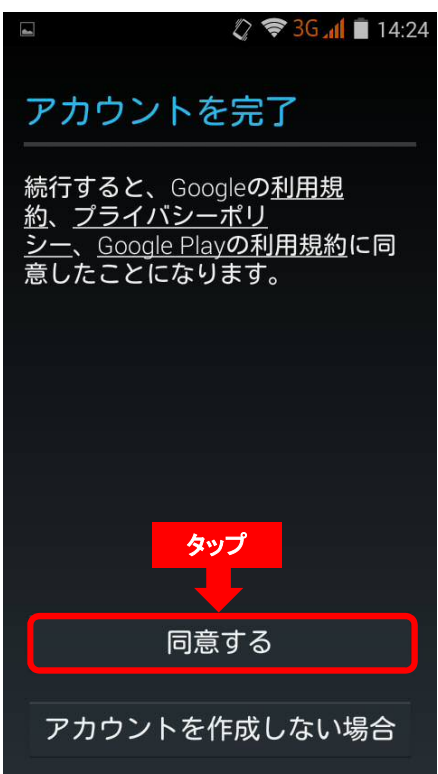 3G 14:24
アカウントを完了
続行すると、Googleの利用規
約、プライバシーポリ
シー、Google Playの利用規約に同
意したことになります。
タップ
同意する
アカウントを作成しない場合